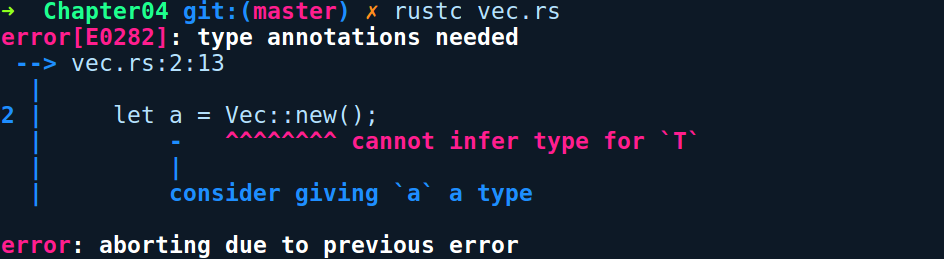 ➜  Chapter04 git:(master) ✗ rustc vec.rs
error[E0282]: type annotations needed
 --> vec.rs:2:13
  |
2 |     let a = Vec::new();
  |         -   ^^^^^^^^ cannot infer type for `T`
  |         |
  |         consider giving `a` a type

error: aborting due to previous error